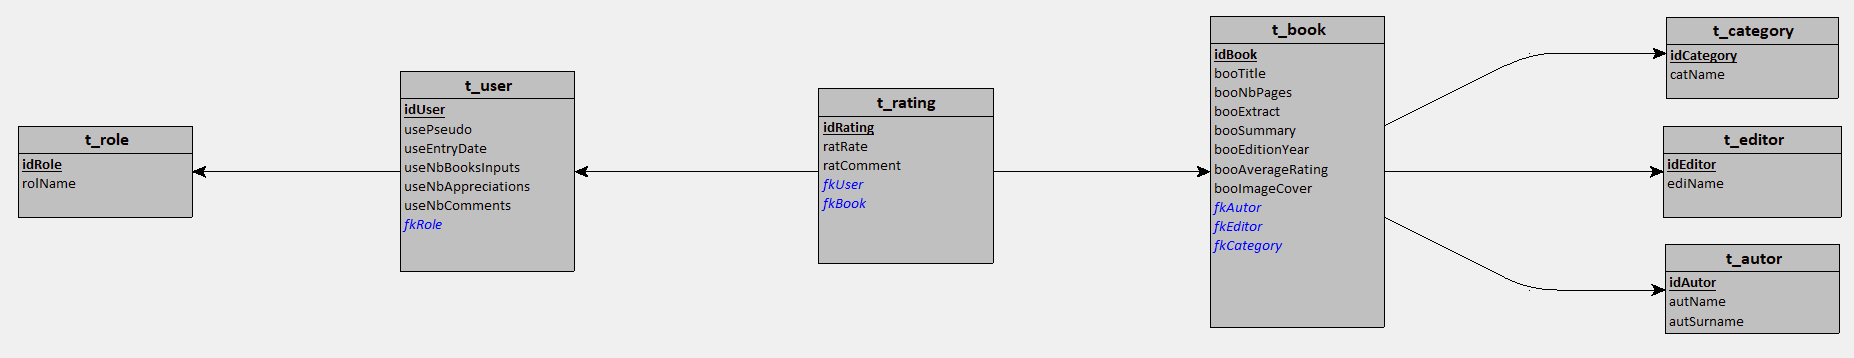 t_role
idRole
rolName
t_user
idUser
usePseudo
useEntryDate
useNbBooksInputs
useNbAppreciations
useNbComments
fkRole
t_rating
idRating
ratRate
ratComment
fkUser
fkBook
t_book
idBook
booTitle
booNbPages
booExtract
booSummary
booEditionYear
booAverageRating
booImageCover
fkAutor
fkEditor
fkCategory
t_category
idCategory
catName
t_editor
idEditor
ediName
t_autor
idAutor
autName
autSurname